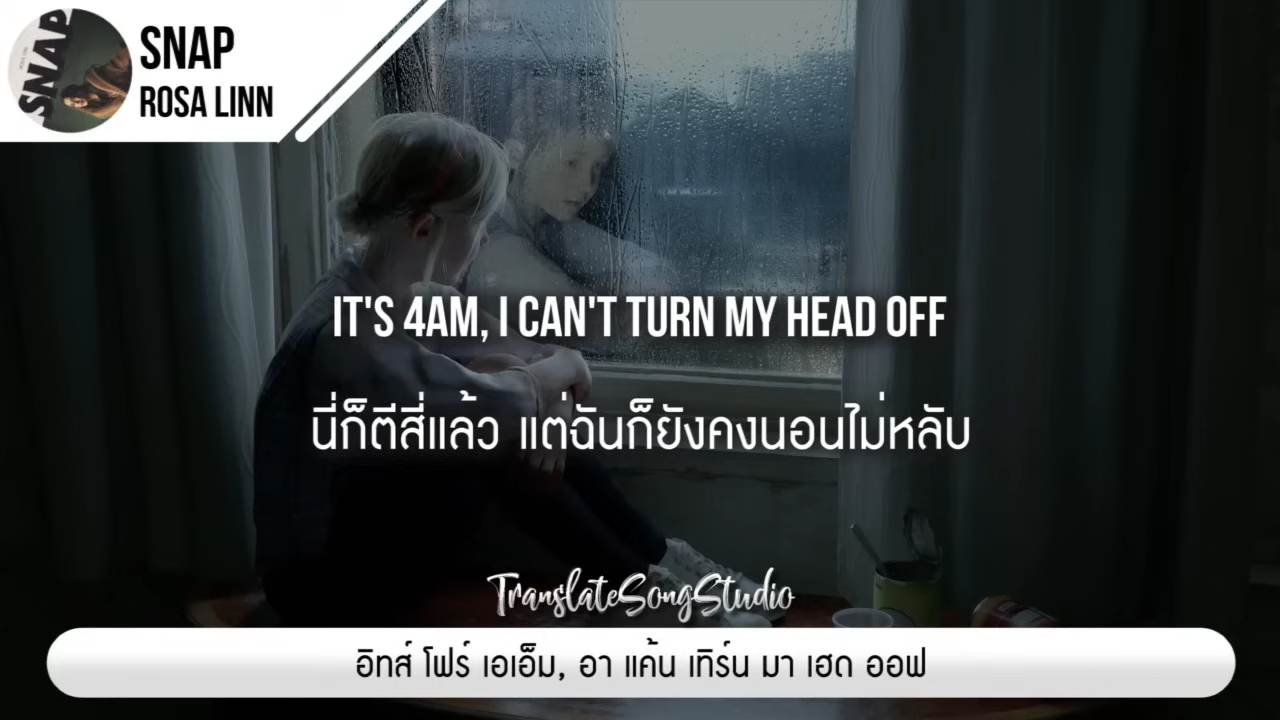 SNAP
SNAP
ROSA LINN
IT'S 4AM, I CAN'T TURN MY HEAD OFF
นี่ก็ตีสี่แล้ว แต่ฉันก็ยังคงนอนไม่หลับ
TranslateSongStudio
อิทส์ โฟร์ เอเอ็ม, อา แค้น เทิร์น มา เฮด ออฟ